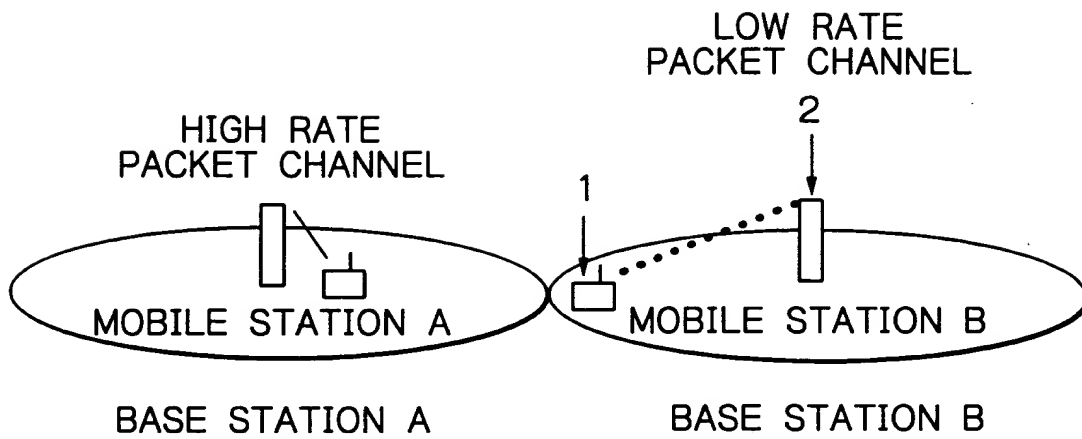 LOW RATE
PACKET CHANNEL
2
HIGH RATE
PACKET CHANNEL
1
MOBILE STATION A
MOBILE STATION B
BASE STATION A
BASE STATION B